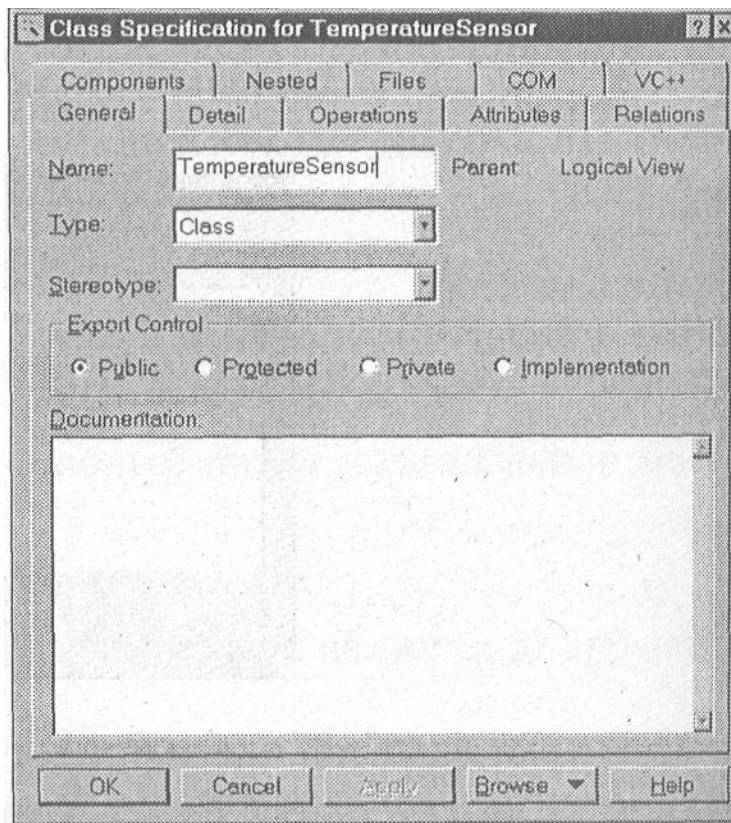 Class Specification for TemperatureSensor
Components Nested Files COM VC++
General Detail Operations Attributes Relations
Name: TemperatureSensor Parent: Logical View
Type: Class
Stereotype:
Export Control
Public Protected Private Implementation
Documentation:
OK Cancel Apply Browse Help